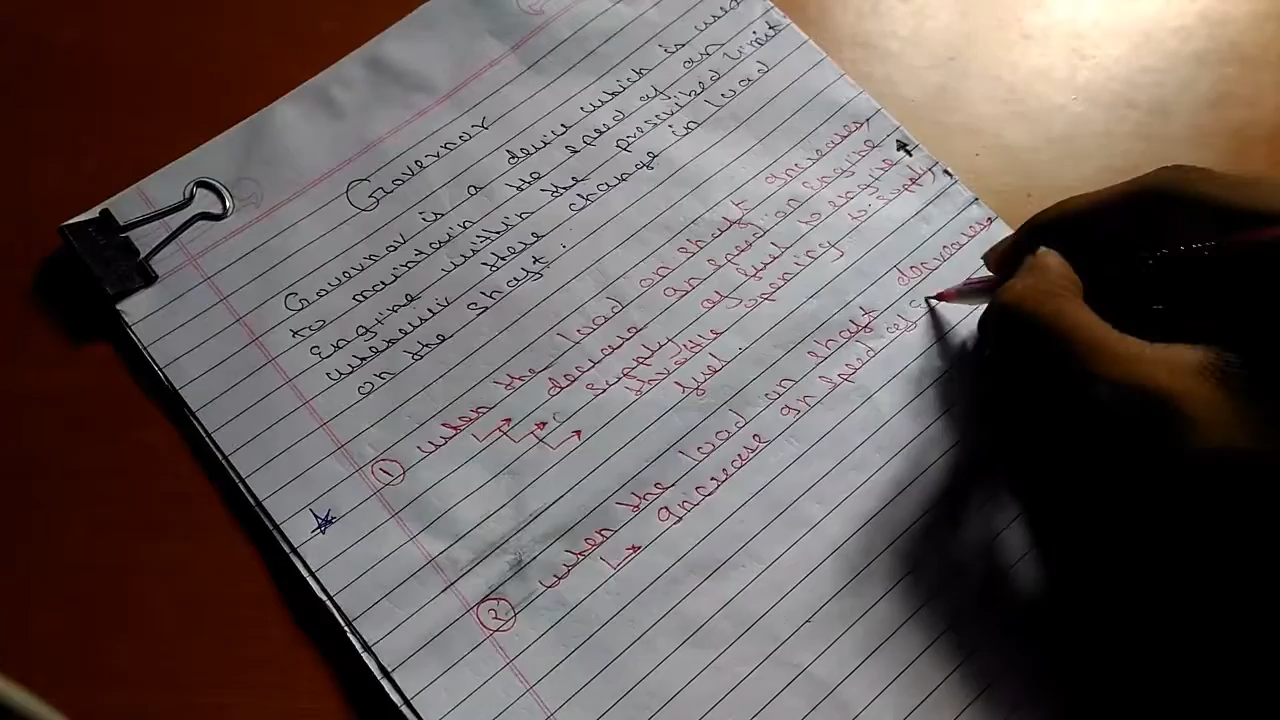 Governor
Governor is a device which is used
to maintain the speed of an
engine within the prescribed limit
whenever there change in load
on the shaft.
① when the load on shaft increases,
decrease in speed on engine
supply of fuel to engine ↑
throttle opening to supply
fuel.
② when the load on shaft decreases
increase in speed of